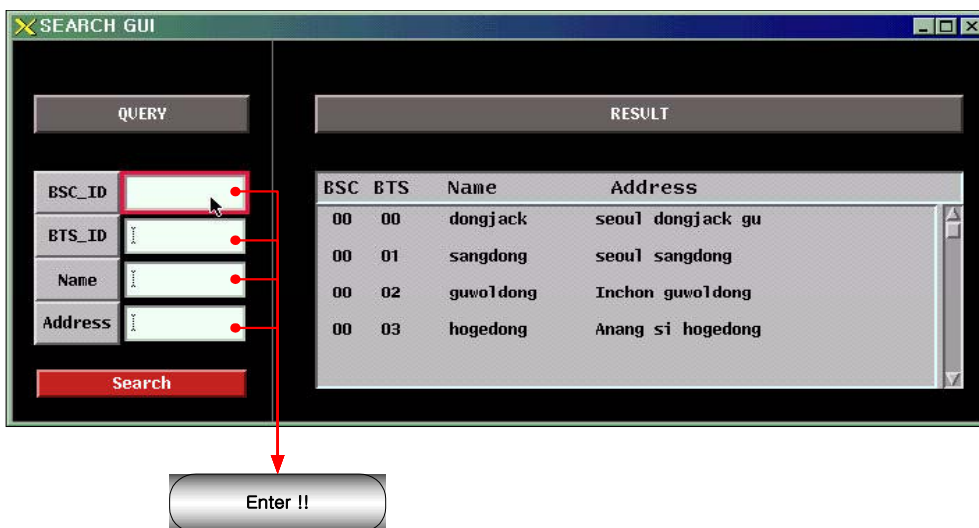 SEARCH GUI
QUERY
BSC_ID
BTS_ID
Name
Address
Search
RESULT
BSC BTS Name Address
00 00 dongjack seoul dongjack gu
00 01 sangdong seoul sangdong
00 02 guwoldong Inchon guwoldong
00 03 hogedong Anang si hogedong
Enter !!